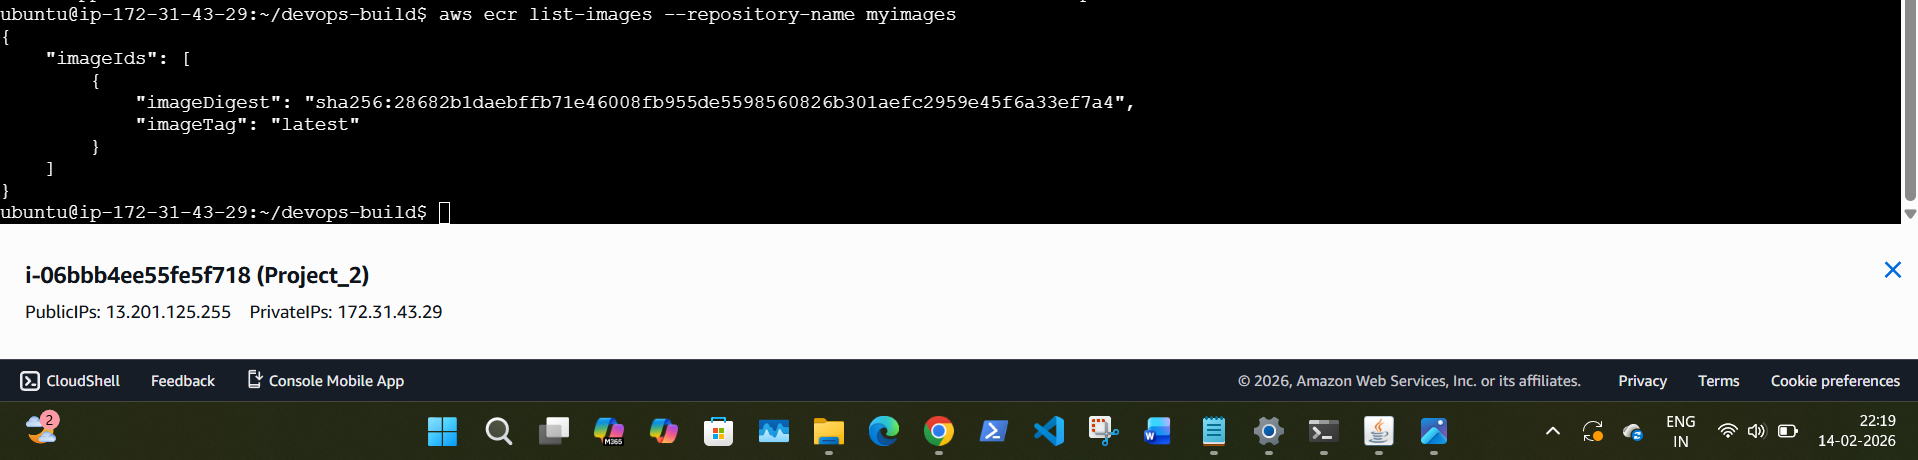 ubuntu@ip-172-31-43-29:~/devops-build$ aws ecr list-images --repository-name myimages
{
    "imageIds": [
        {
            "imageDigest": "sha256:28682b1daebffb71e46008fb955de5598560826b301aefc2959e45f6a33ef7a4",
            "imageTag": "latest"
        }
    ]
}
ubuntu@ip-172-31-43-29:~/devops-build$
i-06bbb4ee55fe5f718 (Project_2)
PublicIPs: 13.201.125.255 PrivateIPs: 172.31.43.29
CloudShell Feedback Console Mobile App © 2026, Amazon Web Services, Inc. or its affiliates. Privacy Terms Cookie preferences
2 M365 ENG 22:19
IN 14-02-2026